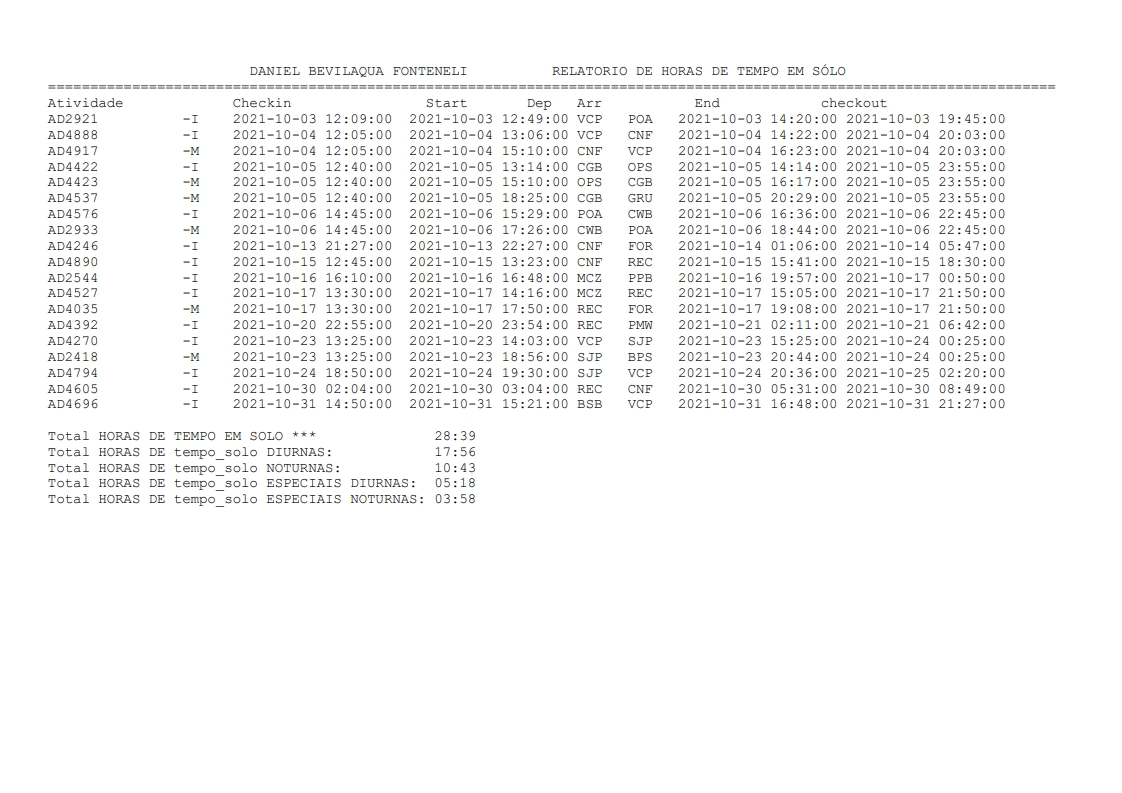 DANIEL BEVILAQUA FONTENELI          RELATORIO DE HORAS DE TEMPO EM SÓLO
========================================================================================================================
Atividade             Checkin                Start       Dep   Arr           End            checkout
AD2921       -I    2021-10-03 12:09:00  2021-10-03 12:49:00 VCP   POA   2021-10-03 14:20:00 2021-10-03 19:45:00
AD4888       -I    2021-10-04 12:05:00  2021-10-04 13:06:00 VCP   CNF   2021-10-04 14:22:00 2021-10-04 20:03:00
AD4917       -M    2021-10-04 12:05:00  2021-10-04 15:10:00 CNF   VCP   2021-10-04 16:23:00 2021-10-04 20:03:00
AD4422       -I    2021-10-05 12:40:00  2021-10-05 13:14:00 CGB   OPS   2021-10-05 14:14:00 2021-10-05 23:55:00
AD4423       -M    2021-10-05 12:40:00  2021-10-05 15:10:00 OPS   CGB   2021-10-05 16:17:00 2021-10-05 23:55:00
AD4537       -M    2021-10-05 12:40:00  2021-10-05 18:25:00 CGB   GRU   2021-10-05 20:29:00 2021-10-05 23:55:00
AD4576       -I    2021-10-06 14:45:00  2021-10-06 15:29:00 POA   CWB   2021-10-06 16:36:00 2021-10-06 22:45:00
AD2933       -M    2021-10-06 14:45:00  2021-10-06 17:26:00 CWB   POA   2021-10-06 18:44:00 2021-10-06 22:45:00
AD4246       -I    2021-10-13 21:27:00  2021-10-13 22:27:00 CNF   FOR   2021-10-14 01:06:00 2021-10-14 05:47:00
AD4890       -I    2021-10-15 12:45:00  2021-10-15 13:23:00 CNF   REC   2021-10-15 15:41:00 2021-10-15 18:30:00
AD2544       -I    2021-10-16 16:10:00  2021-10-16 16:48:00 MCZ   PPB   2021-10-16 19:57:00 2021-10-17 00:50:00
AD4527       -I    2021-10-17 13:30:00  2021-10-17 14:16:00 MCZ   REC   2021-10-17 15:05:00 2021-10-17 21:50:00
AD4035       -M    2021-10-17 13:30:00  2021-10-17 17:50:00 REC   FOR   2021-10-17 19:08:00 2021-10-17 21:50:00
AD4392       -I    2021-10-20 22:55:00  2021-10-20 23:54:00 REC   PMW   2021-10-21 02:11:00 2021-10-21 06:42:00
AD4270       -I    2021-10-23 13:25:00  2021-10-23 14:03:00 VCP   SJP   2021-10-23 15:25:00 2021-10-24 00:25:00
AD2418       -M    2021-10-23 13:25:00  2021-10-23 18:56:00 SJP   BPS   2021-10-23 20:44:00 2021-10-24 00:25:00
AD4794       -I    2021-10-24 18:50:00  2021-10-24 19:30:00 SJP   VCP   2021-10-24 20:36:00 2021-10-25 02:20:00
AD4605       -I    2021-10-30 02:04:00  2021-10-30 03:04:00 REC   CNF   2021-10-30 05:31:00 2021-10-30 08:49:00
AD4696       -I    2021-10-31 14:50:00  2021-10-31 15:21:00 BSB   VCP   2021-10-31 16:48:00 2021-10-31 21:27:00
Total HORAS DE TEMPO EM SOLO ***              28:39
Total HORAS DE tempo_solo DIURNAS:            17:56
Total HORAS DE tempo_solo NOTURNAS:           10:43
Total HORAS DE tempo_solo ESPECIAIS DIURNAS:  05:18
Total HORAS DE tempo_solo ESPECIAIS NOTURNAS: 03:58